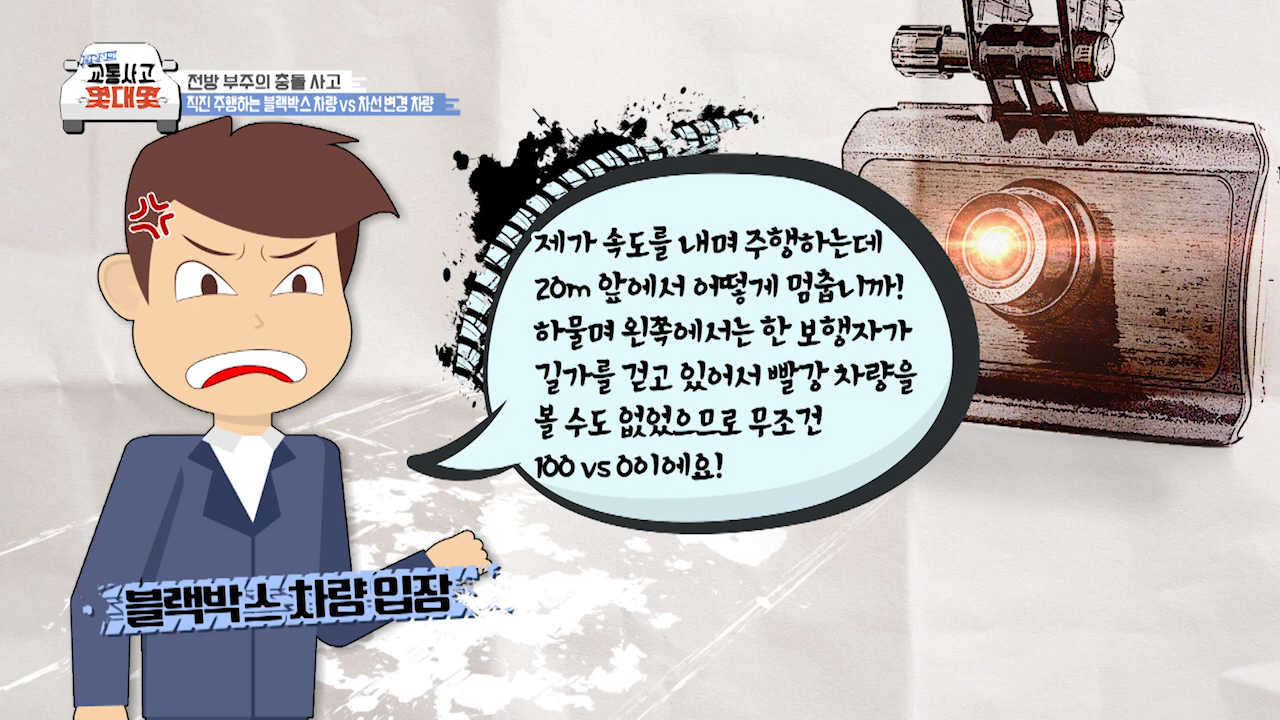 교통사고
몇대몇
전방 부주의 충돌 사고
직진 주행하는 블랙박스 차량 vs 차선 변경 차량
제가 속도를 내며 주행하는데
20m 앞에서 어떻게 멈춥니까!
하물며 왼쪽에서는 한 보행자가
길가를 걷고 있어서 빨강 차량을
볼 수도 없었으므로 무조건
100 vs 0이에요!
블랙박스 차량 입장